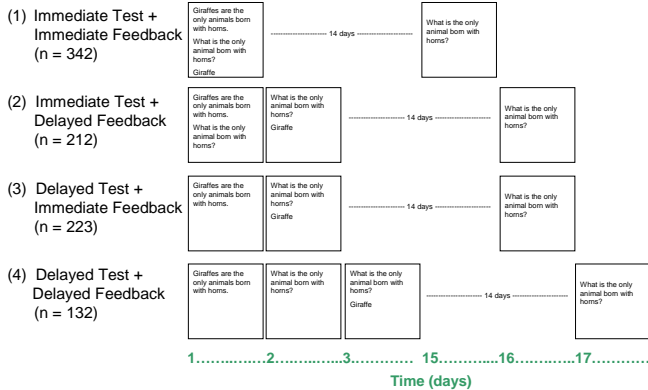 (1) Immediate Test +
Immediate Feedback
(n = 342)
Giraffes are the
only animals born
with horns.
What is the only
animal born with
horns?
Giraffe
---------------------- 14 days ----------------------
What is the only
animal born with
horns?
(2) Immediate Test +
Delayed Feedback
(n = 212)
Giraffes are the
only animals born
with horns.
What is the only
animal born with
horns?
What is the only
animal born with
horns?
Giraffe
---------------------- 14 days ----------------------
What is the only
animal born with
horns?
(3) Delayed Test +
Immediate Feedback
(n = 223)
Giraffes are the
only animals born
with horns.
What is the only
animal born with
horns?
Giraffe
---------------------- 14 days ----------------------
What is the only
animal born with
horns?
(4) Delayed Test +
Delayed Feedback
(n = 132)
Giraffes are the
only animals born
with horns.
What is the only
animal born with
horns?
What is the only
animal born with
horns?
Giraffe
---------------------- 14 days ----------------------
What is the only
animal born with
horns?
1…………………2…………………3………………… 15…………………16…………………17…………………
Time (days)